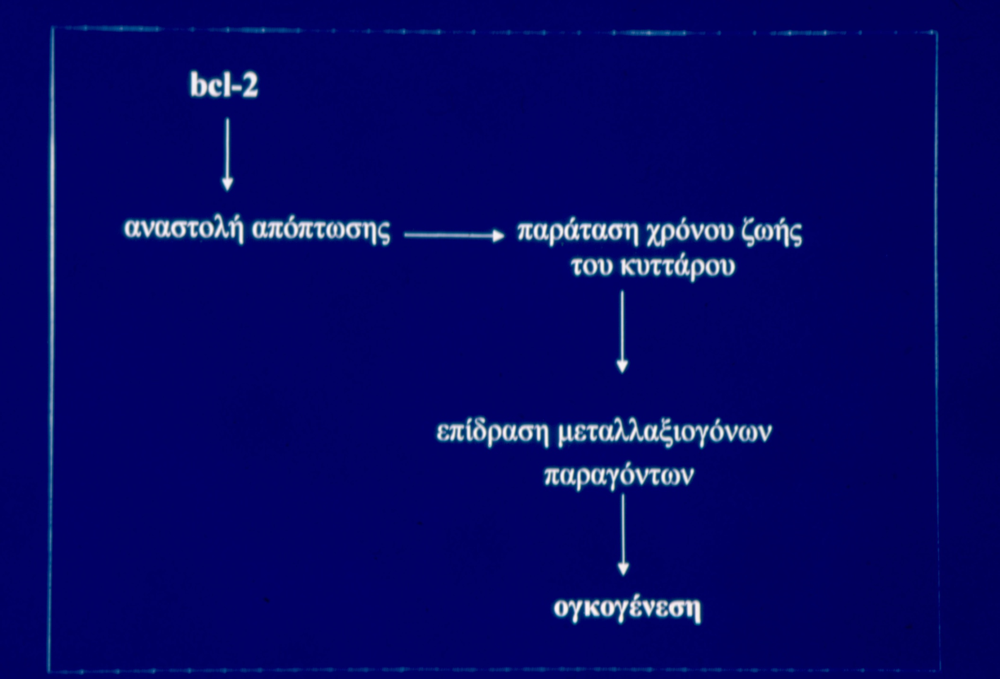 bcl-2
αναστολή απόπτωσης
παράταση χρόνου ζωής
του κυττάρου
επίδραση μεταλλαξιογόνων
παραγόντων
ογκογένεση